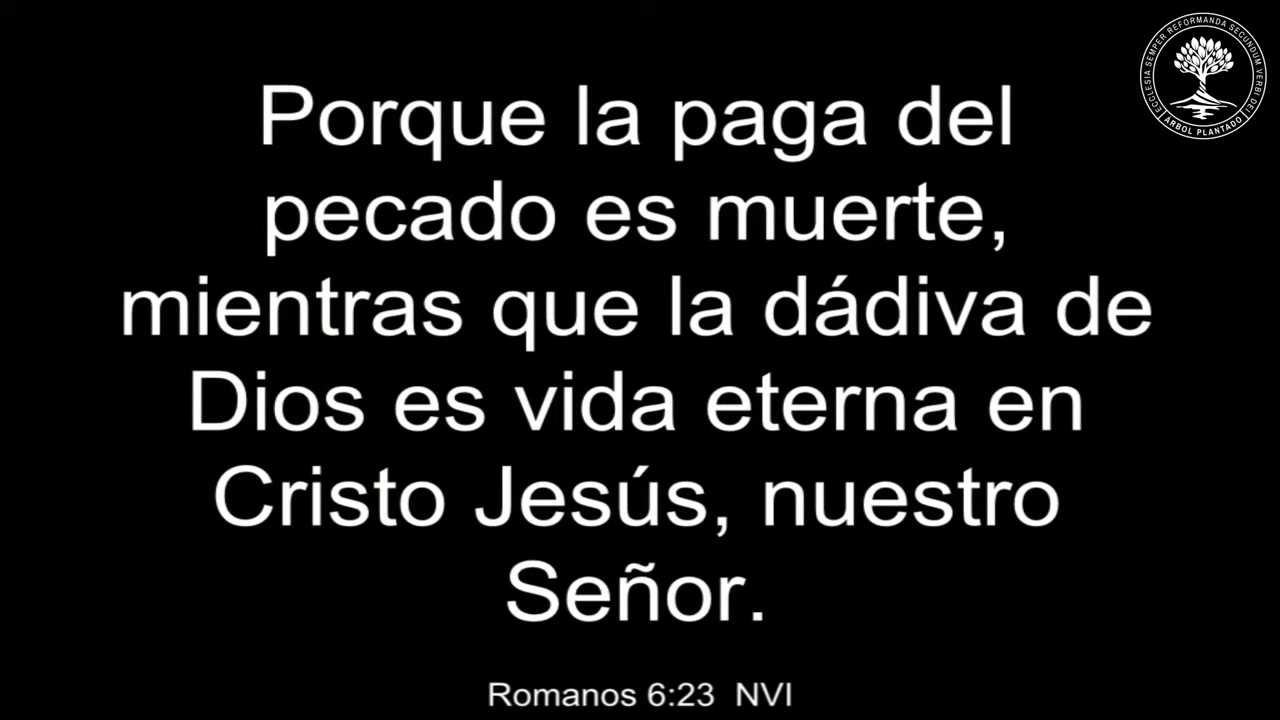 Porque la paga del
pecado es muerte,
mientras que la dádiva de
Dios es vida eterna en
Cristo Jesús, nuestro
Señor.
Romanos 6:23 NVI
ECCLESIA SEMPER REFORMANDA SECUNDUM VERBI DEI
ARBOL PLANTADO